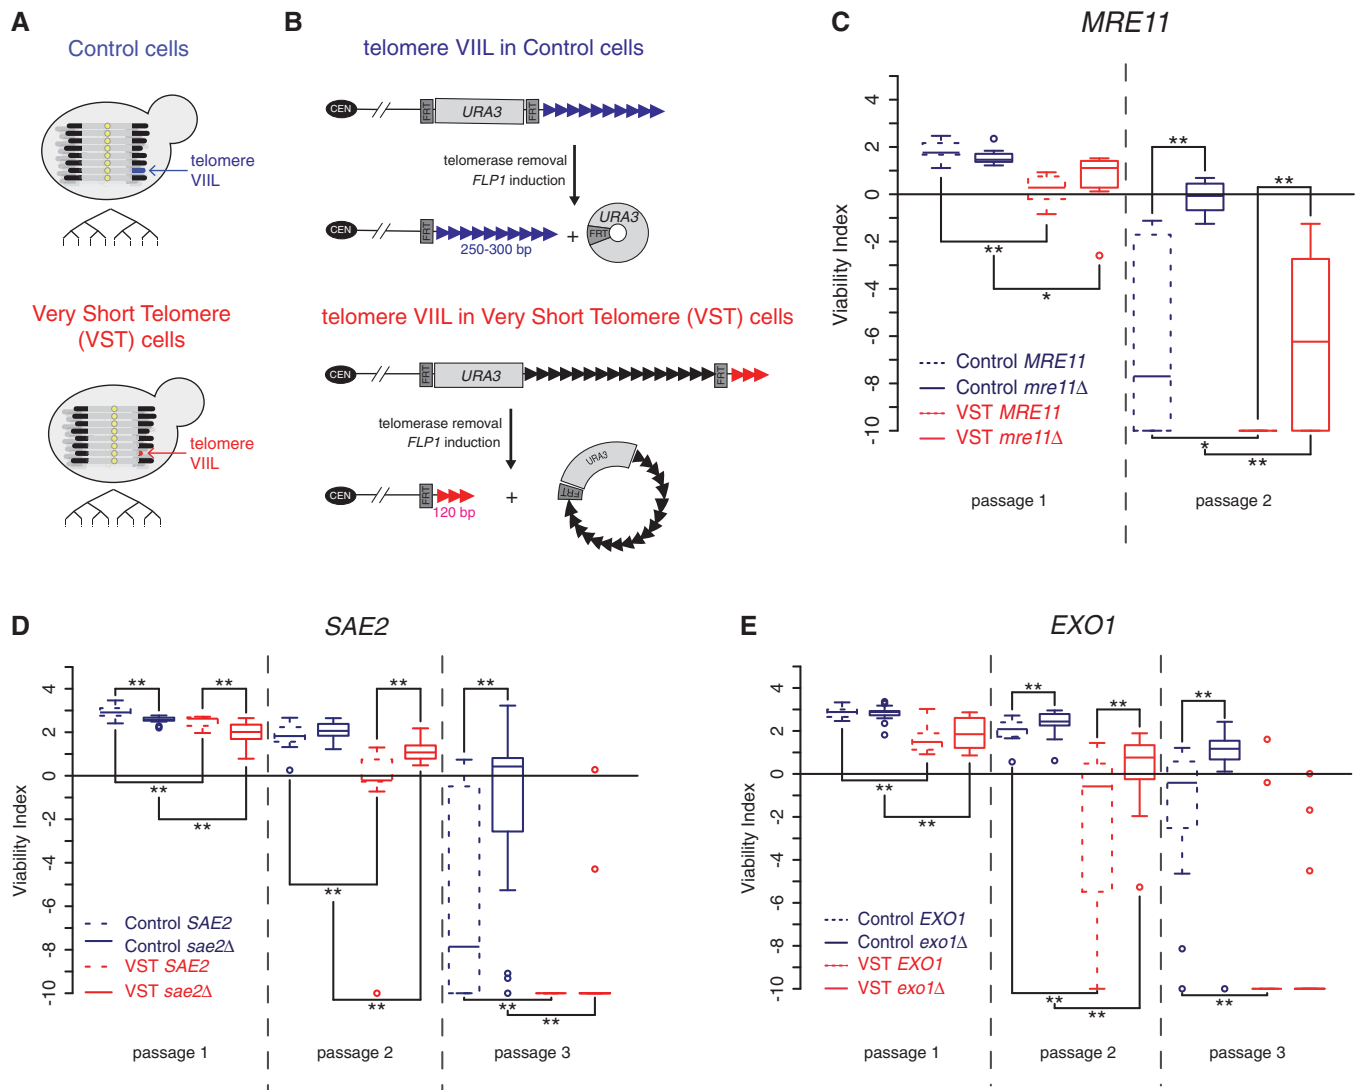 A
Control cells
telomere
VIIL
Very Short Telomere
(VST) cells
telomere
VIIL
B
telomere VIIL in Control cells
CEN
FRT
URA3
FRT
telomerase removal
FLP1 induction
CEN
FRT
250-300 bp
+
URA3
FRT
telomere VIIL in Very Short Telomere (VST) cells
CEN
FRT
URA3
FRT
telomerase removal
FLP1 induction
CEN
FRT
120 bp
+
URA3
FRT
C
MRE11
Viability Index
4
2
0
-2
-4
-6
-8
-10
**
*
**
**
*
**
Control MRE11
Control mre11Δ
VST MRE11
VST mre11Δ
passage 1
passage 2
D
SAE2
Viability Index
4
2
0
-2
-4
-6
-8
-10
**
**
**
**
**
**
**
**
**
**
Control SAE2
Control sae2Δ
VST SAE2
VST sae2Δ
passage 1
passage 2
passage 3
E
EXO1
Viability Index
4
2
0
-2
-4
-6
-8
-10
**
**
**
**
**
**
**
**
Control EXO1
Control exo1Δ
VST EXO1
VST exo1Δ
passage 1
passage 2
passage 3